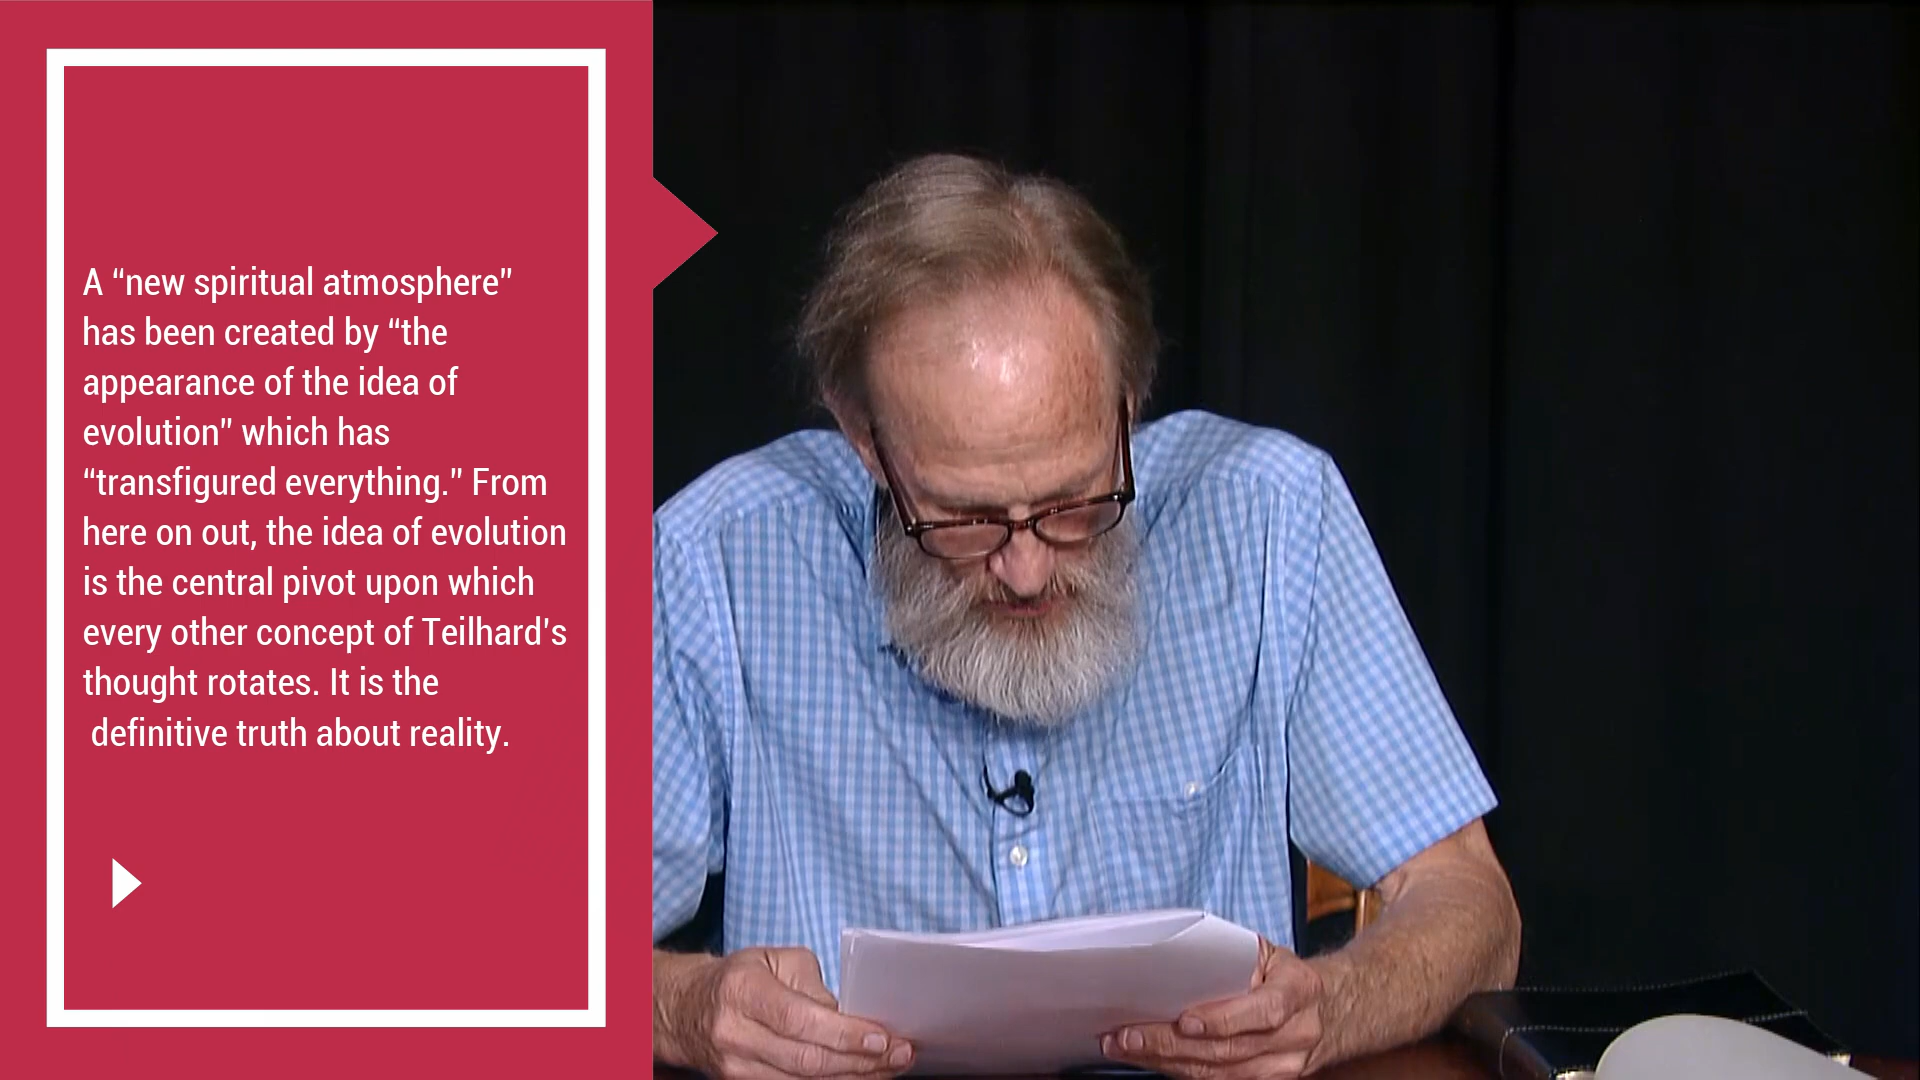 A “new spiritual atmosphere”
has been created by “the
appearance of the idea of
evolution” which has
“transfigured everything.” From
here on out, the idea of evolution
is the central pivot upon which
every other concept of Teilhard’s
thought rotates. It is the
definitive truth about reality.